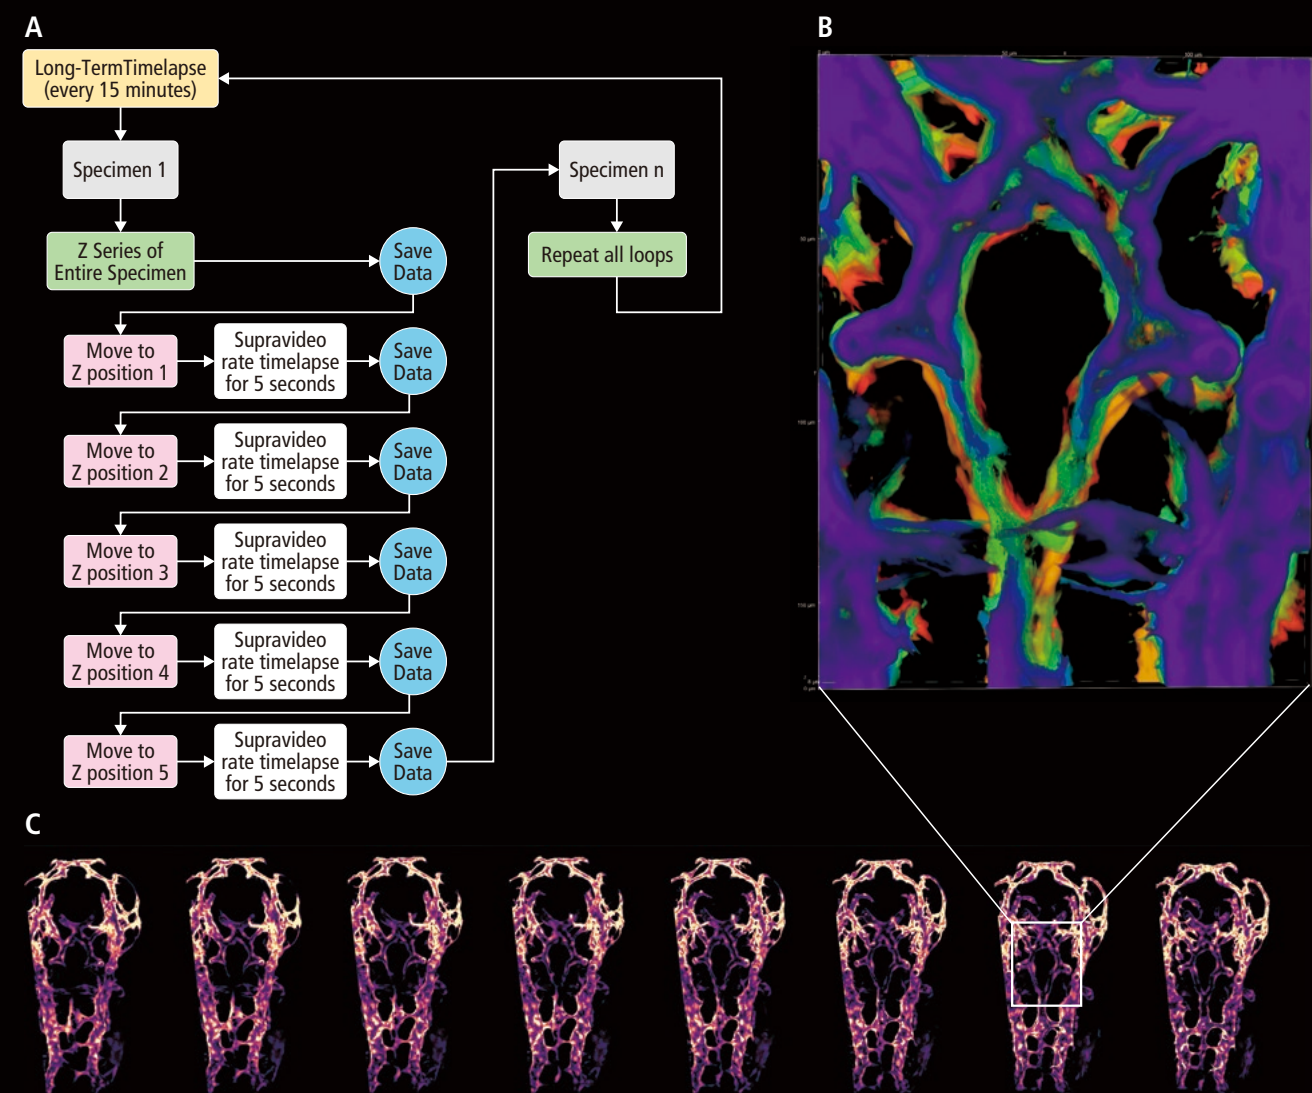 A
Long-TermTimelapse
(every 15 minutes)
Specimen 1
Z Series of
Entire Specimen
Save
Data
Move to
Z position 1
Supravideo
rate timelapse
for 5 seconds
Save
Data
Move to
Z position 2
Supravideo
rate timelapse
for 5 seconds
Save
Data
Move to
Z position 3
Supravideo
rate timelapse
for 5 seconds
Save
Data
Move to
Z position 4
Supravideo
rate timelapse
for 5 seconds
Save
Data
Move to
Z position 5
Supravideo
rate timelapse
for 5 seconds
Save
Data
Specimen n
Repeat all loops
B
C